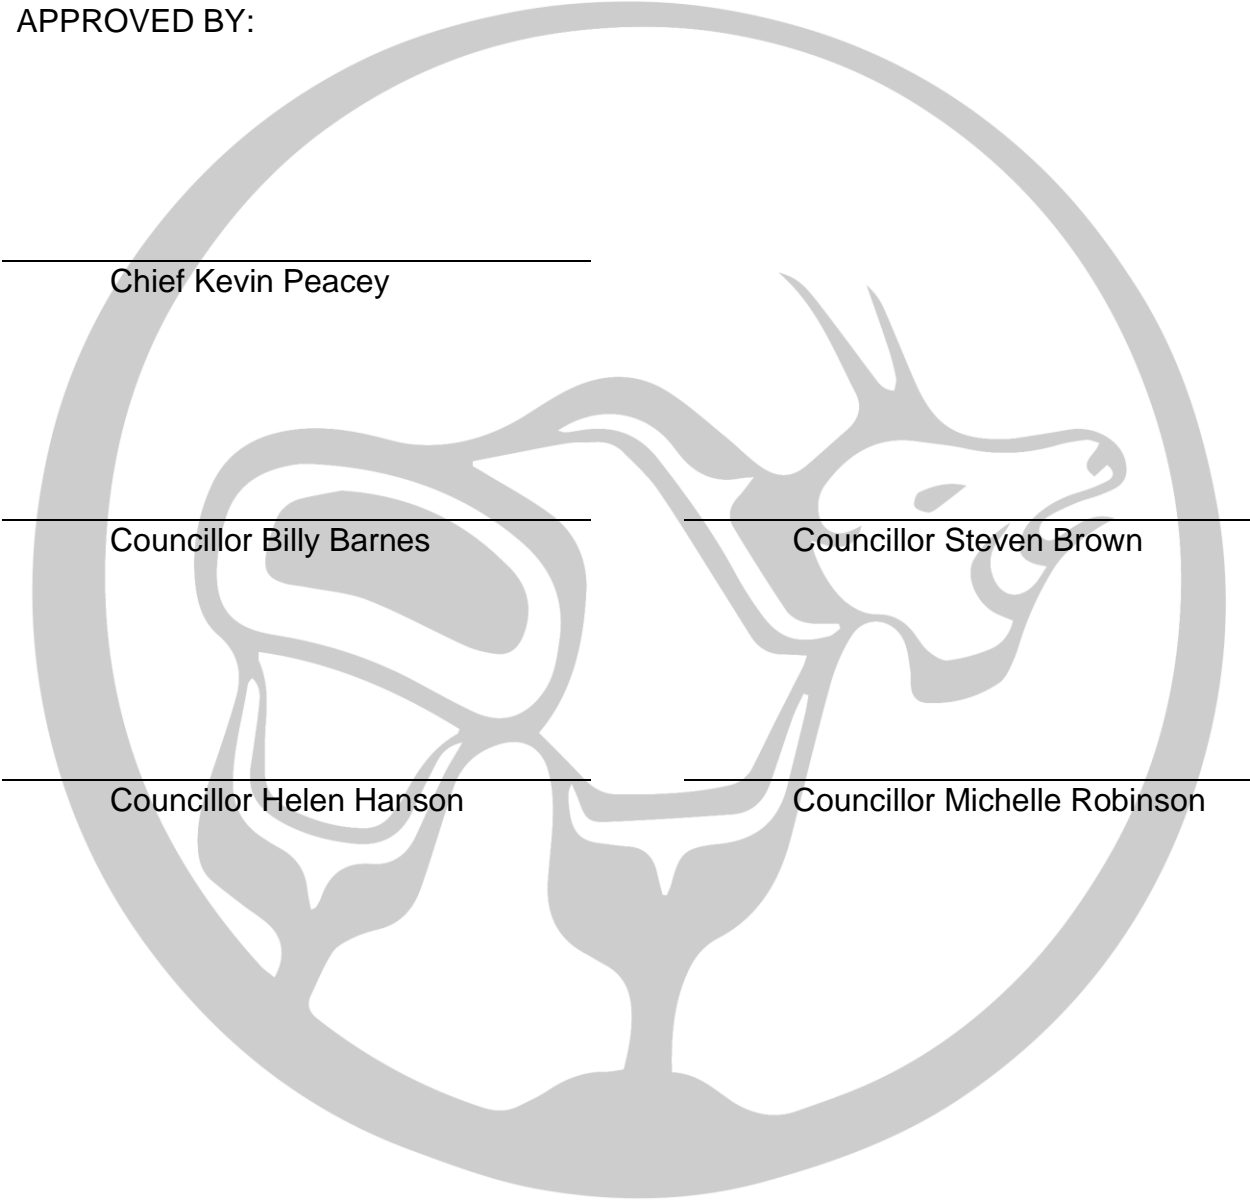 APPROVED BY:
Chief Kevin Peacey
Councillor Billy Barnes
Councillor Steven Brown
Councillor Helen Hanson
Councillor Michelle Robinson